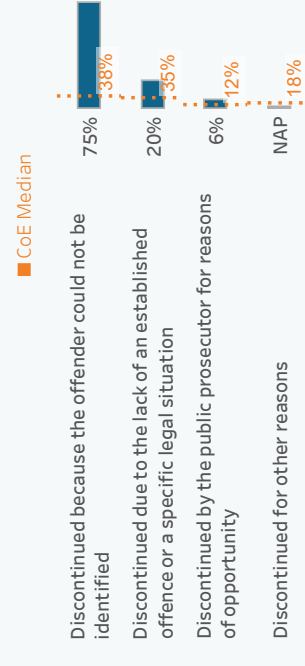 CoE Median
Discontinued because the offender could not be
identified
75%
38%
Discontinued due to the lack of an established
offence or a specific legal situation
20%
35%
Discontinued by the public prosecutor for reasons
of opportunity
6%
12%
Discontinued for other reasons
NAP
18%